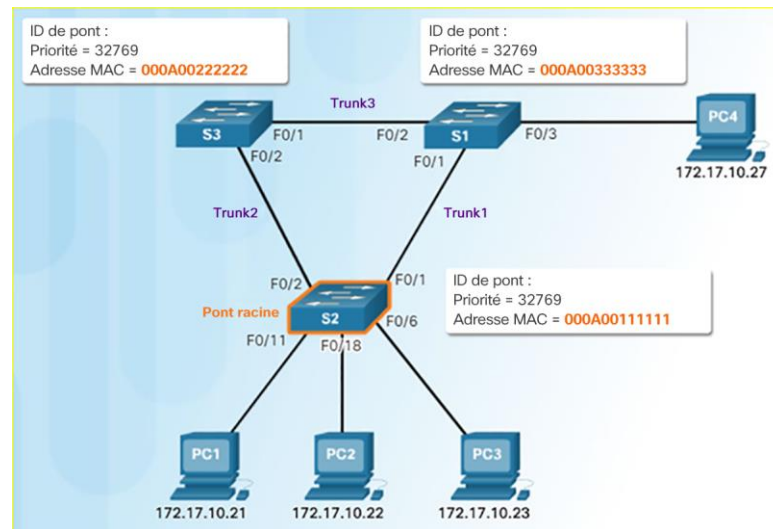 ID de pont :
Priorité = 32769
Adresse MAC = 000A00222222
ID de pont :
Priorité = 32769
Adresse MAC = 000A00333333
Trunk3
S3
F0/1
F0/2
S1
F0/3
PC4
F0/2
F0/1
172.17.10.27
Trunk2
Trunk1
F0/2
F0/1
ID de pont :
Priorité = 32769
Adresse MAC = 000A00111111
Pont racine
S2
F0/6
F0/11
F0/18
PC1
PC2
PC3
172.17.10.21
172.17.10.22
172.17.10.23